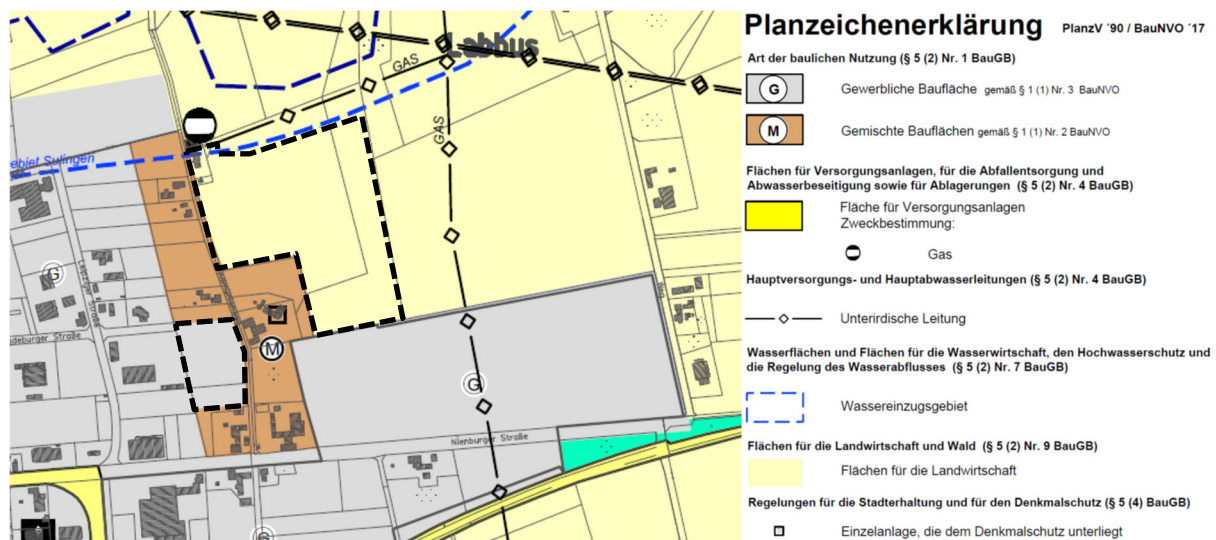 Labbus
GAS
GAS
ebiet Sulingen
G
Leipziger Straße
Weg
deburger Straße
M
G
Nienburger Straße
G
Planzeichenerklärung PlanzV ´90 / BauNVO ´17
Art der baulichen Nutzung (§ 5 (2) Nr. 1 BauGB)
G Gewerbliche Baufläche gemäß § 1 (1) Nr. 3 BauNVO
M Gemischte Bauflächen gemäß § 1 (1) Nr. 2 BauNVO
Flächen für Versorgungsanlagen, für die Abfallentsorgung und
Abwasserbeseitigung sowie für Ablagerungen (§ 5 (2) Nr. 4 BauGB)
Fläche für Versorgungsanlagen
Zweckbestimmung:
Gas
Hauptversorgungs- und Hauptabwasserleitungen (§ 5 (2) Nr. 4 BauGB)
Unterirdische Leitung
Wasserflächen und Flächen für die Wasserwirtschaft, den Hochwasserschutz und
die Regelung des Wasserabflusses (§ 5 (2) Nr. 7 BauGB)
Wassereinzugsgebiet
Flächen für die Landwirtschaft und Wald (§ 5 (2) Nr. 9 BauGB)
Flächen für die Landwirtschaft
Regelungen für die Stadterhaltung und für den Denkmalschutz (§ 5 (4) BauGB)
Einzelanlage, die dem Denkmalschutz unterliegt